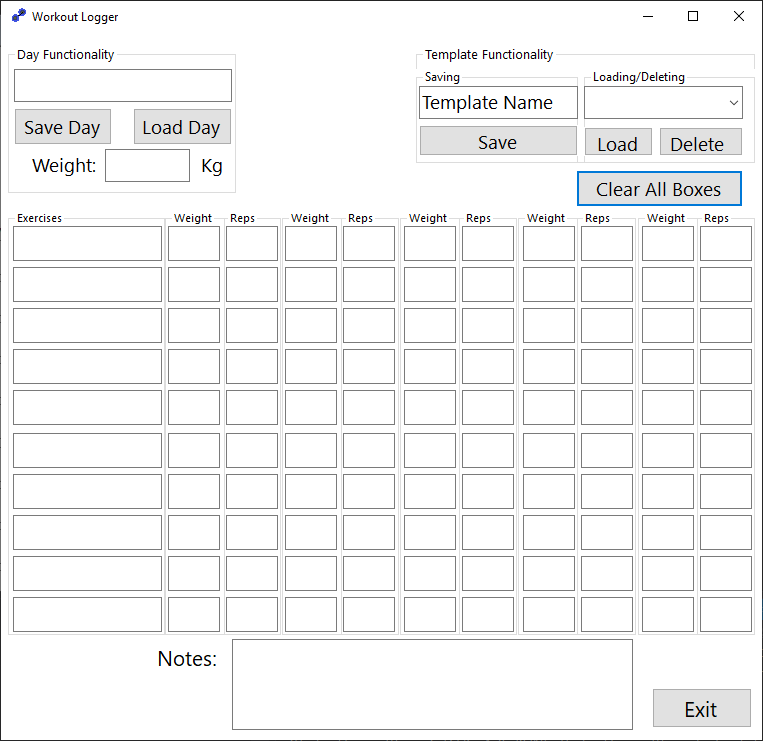 Workout Logger
Day Functionality
Template Functionality
Saving
Loading/Deleting
Template Name
Save Day
Load Day
Save
Load
Delete
Weight:
Kg
Clear All Boxes
Exercises Weight Reps Weight Reps Weight Reps Weight Reps Weight Reps
Notes:
Exit